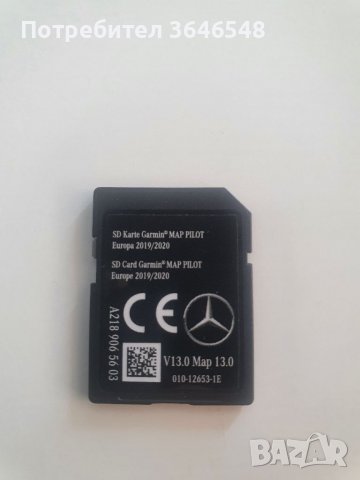 Потребител 3646548
SD Karte Garmin® MAP PILOT
Europa 2019/2020
SD Card Garmin® MAP PILOT
Europe 2019/2020
A218 906 56 03
CE
V13.0 Map 13.0
010-12653-1E
BAZAR